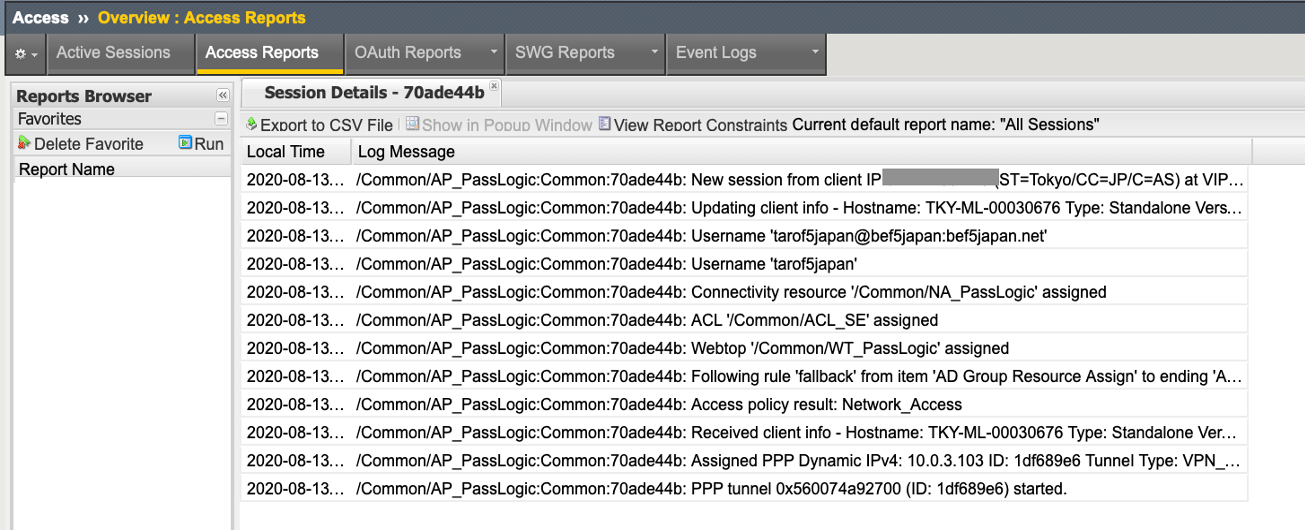 Access » Overview : Access Reports
Active Sessions Access Reports OAuth Reports SWG Reports Event Logs
Reports Browser «
Favorites
Delete Favorite Run
Report Name
Session Details - 70ade44b
Export to CSV File Show in Popup Window View Report Constraints Current default report name: "All Sessions"
Local Time Log Message
2020-08-13... /Common/AP_PassLogic:Common:70ade44b: New session from client IP (ST=Tokyo/CC=JP/C=AS) at VIP...
2020-08-13... /Common/AP_PassLogic:Common:70ade44b: Updating client info - Hostname: TKY-ML-00030676 Type: Standalone Vers...
2020-08-13... /Common/AP_PassLogic:Common:70ade44b: Username 'tarof5japan@bef5japan:bef5japan.net'
2020-08-13... /Common/AP_PassLogic:Common:70ade44b: Username 'tarof5japan'
2020-08-13... /Common/AP_PassLogic:Common:70ade44b: Connectivity resource '/Common/NA_PassLogic' assigned
2020-08-13... /Common/AP_PassLogic:Common:70ade44b: ACL '/Common/ACL_SE' assigned
2020-08-13... /Common/AP_PassLogic:Common:70ade44b: Webtop '/Common/WT_PassLogic' assigned
2020-08-13... /Common/AP_PassLogic:Common:70ade44b: Following rule 'fallback' from item 'AD Group Resource Assign' to ending 'A...
2020-08-13... /Common/AP_PassLogic:Common:70ade44b: Access policy result: Network_Access
2020-08-13... /Common/AP_PassLogic:Common:70ade44b: Received client info - Hostname: TKY-ML-00030676 Type: Standalone Ver...
2020-08-13... /Common/AP_PassLogic:Common:70ade44b: Assigned PPP Dynamic IPv4: 10.0.3.103 ID: 1df689e6 Tunnel Type: VPN_...
2020-08-13... /Common/AP_PassLogic:Common:70ade44b: PPP tunnel 0x560074a92700 (ID: 1df689e6) started.